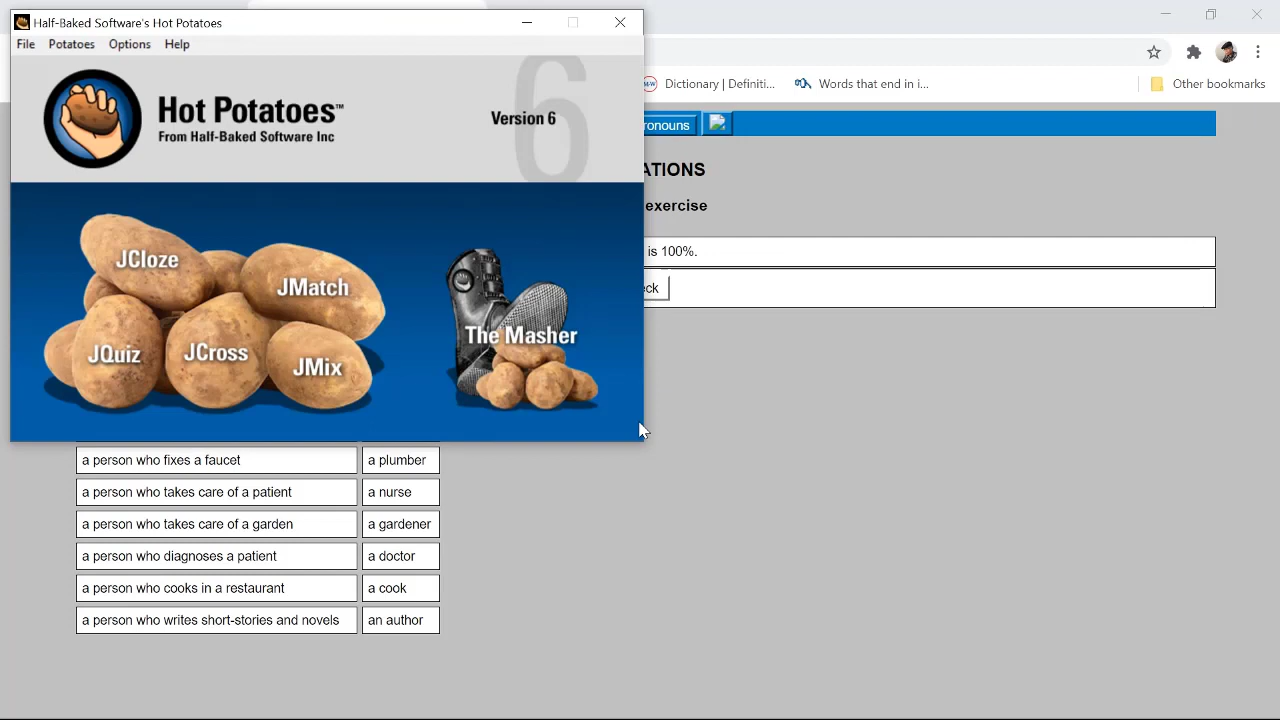 Half-Baked Software's Hot Potatoes
File Potatoes Options Help
Hot Potatoes™
From Half-Baked Software Inc
Version 6
6
JCloze
JMatch
JQuiz
JCross
JMix
The Masher
Dictionary | Definiti...
Words that end in i...
Other bookmarks
ronouns
ATIONS
exercise
is 100%.
eck
a person who fixes a faucet a plumber
a person who takes care of a patient a nurse
a person who takes care of a garden a gardener
a person who diagnoses a patient a doctor
a person who cooks in a restaurant a cook
a person who writes short-stories and novels an author